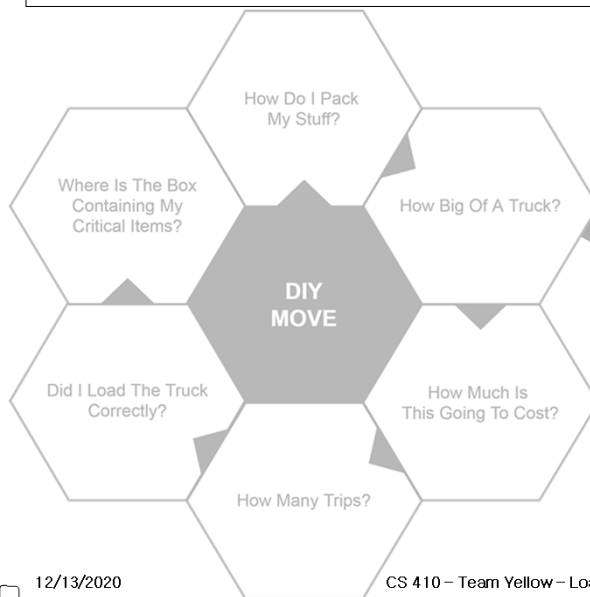 How Do I Pack
My Stuff?
Where Is The Box
Containing My
Critical Items?
How Big Of A Truck?
DIY
MOVE
Did I Load The Truck
Correctly?
How Much Is
This Going To Cost?
How Many Trips?
12/13/2020
CS 410 – Team Yellow –